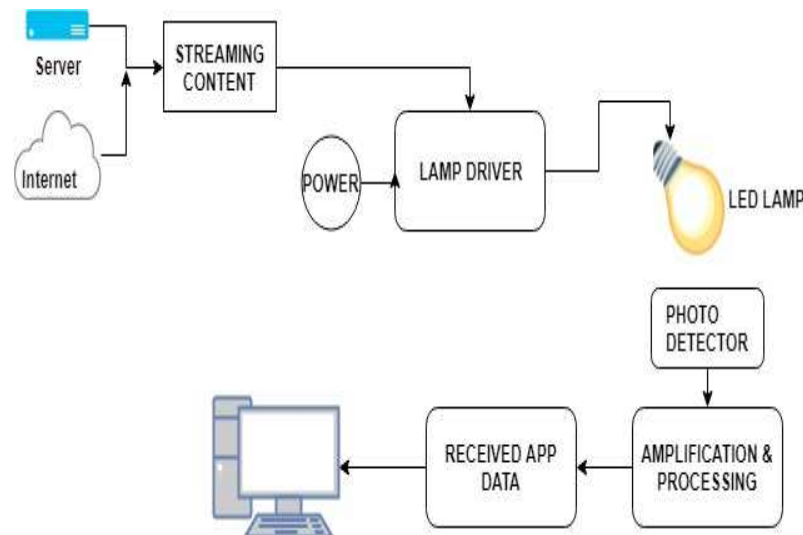 Server
STREAMING
CONTENT
Internet
POWER
LAMP DRIVER
LED LAMP
PHOTO
DETECTOR
RECEIVED APP
DATA
AMPLIFICATION &
PROCESSING